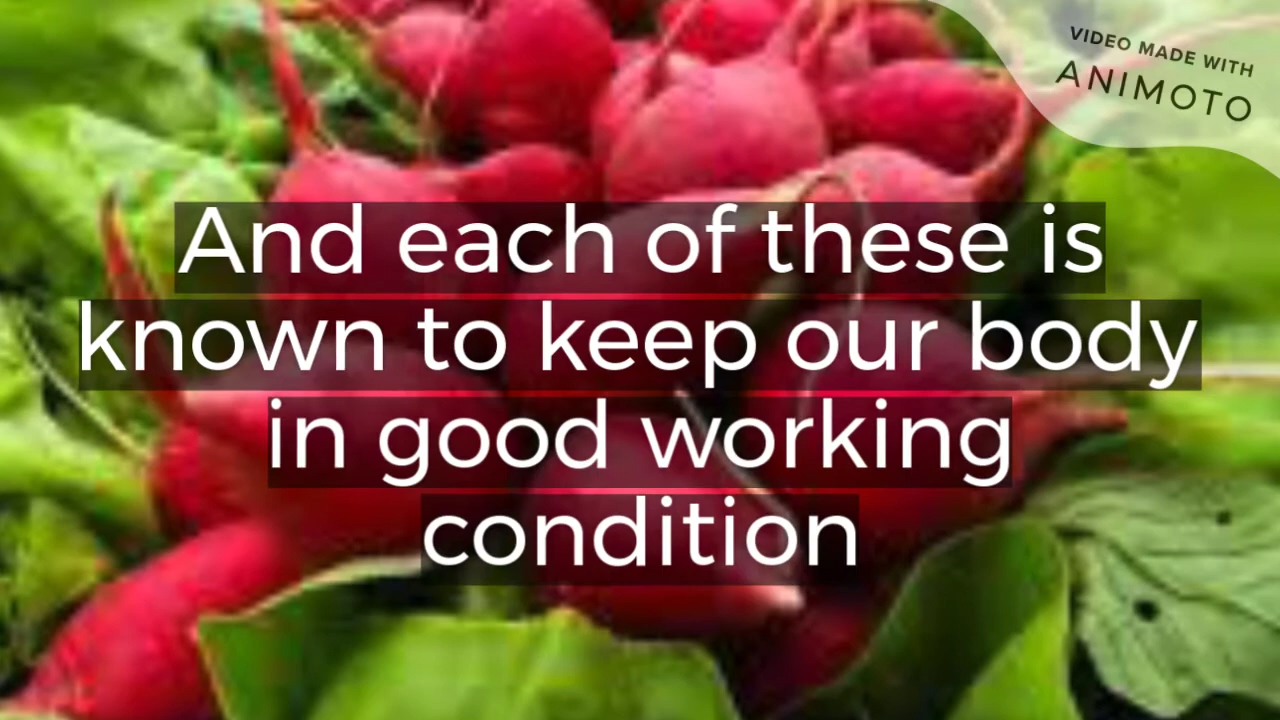 VIDEO MADE WITH
ANIMOTO
And each of these is
known to keep our body
in good working
condition